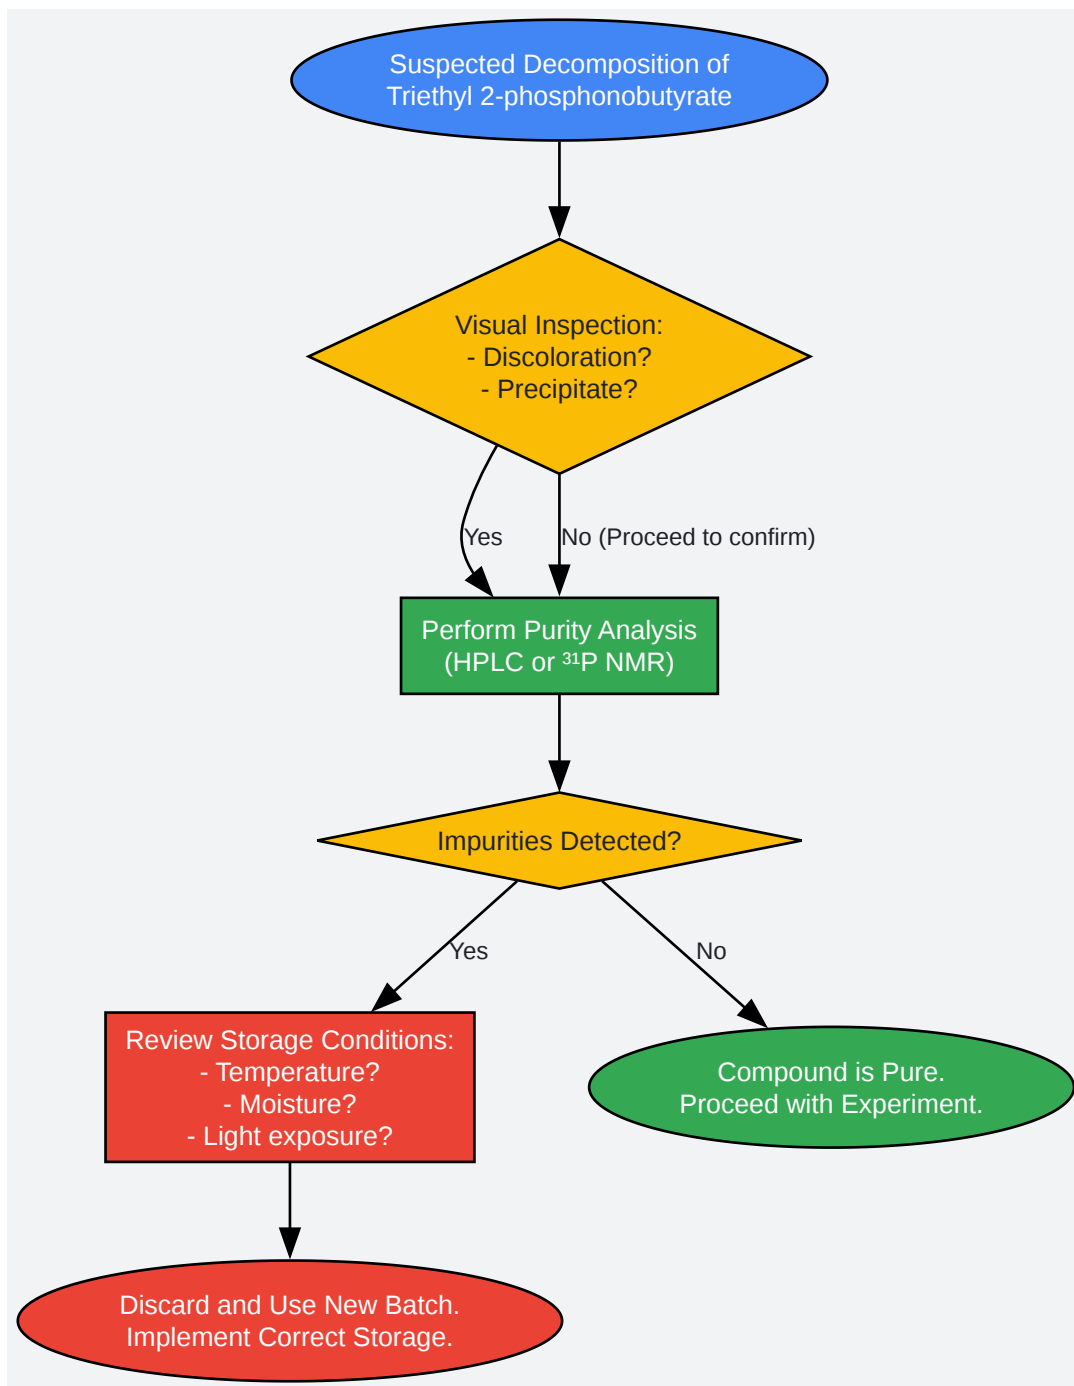 Suspected Decomposition of
Triethyl 2-phosphonobutyrate
Visual Inspection:
- Discoloration?
- Precipitate?
Yes
No (Proceed to confirm)
Perform Purity Analysis
(HPLC or ³¹P NMR)
Impurities Detected?
Yes
No
Review Storage Conditions:
- Temperature?
- Moisture?
- Light exposure?
Compound is Pure.
Proceed with Experiment.
Discard and Use New Batch.
Implement Correct Storage.